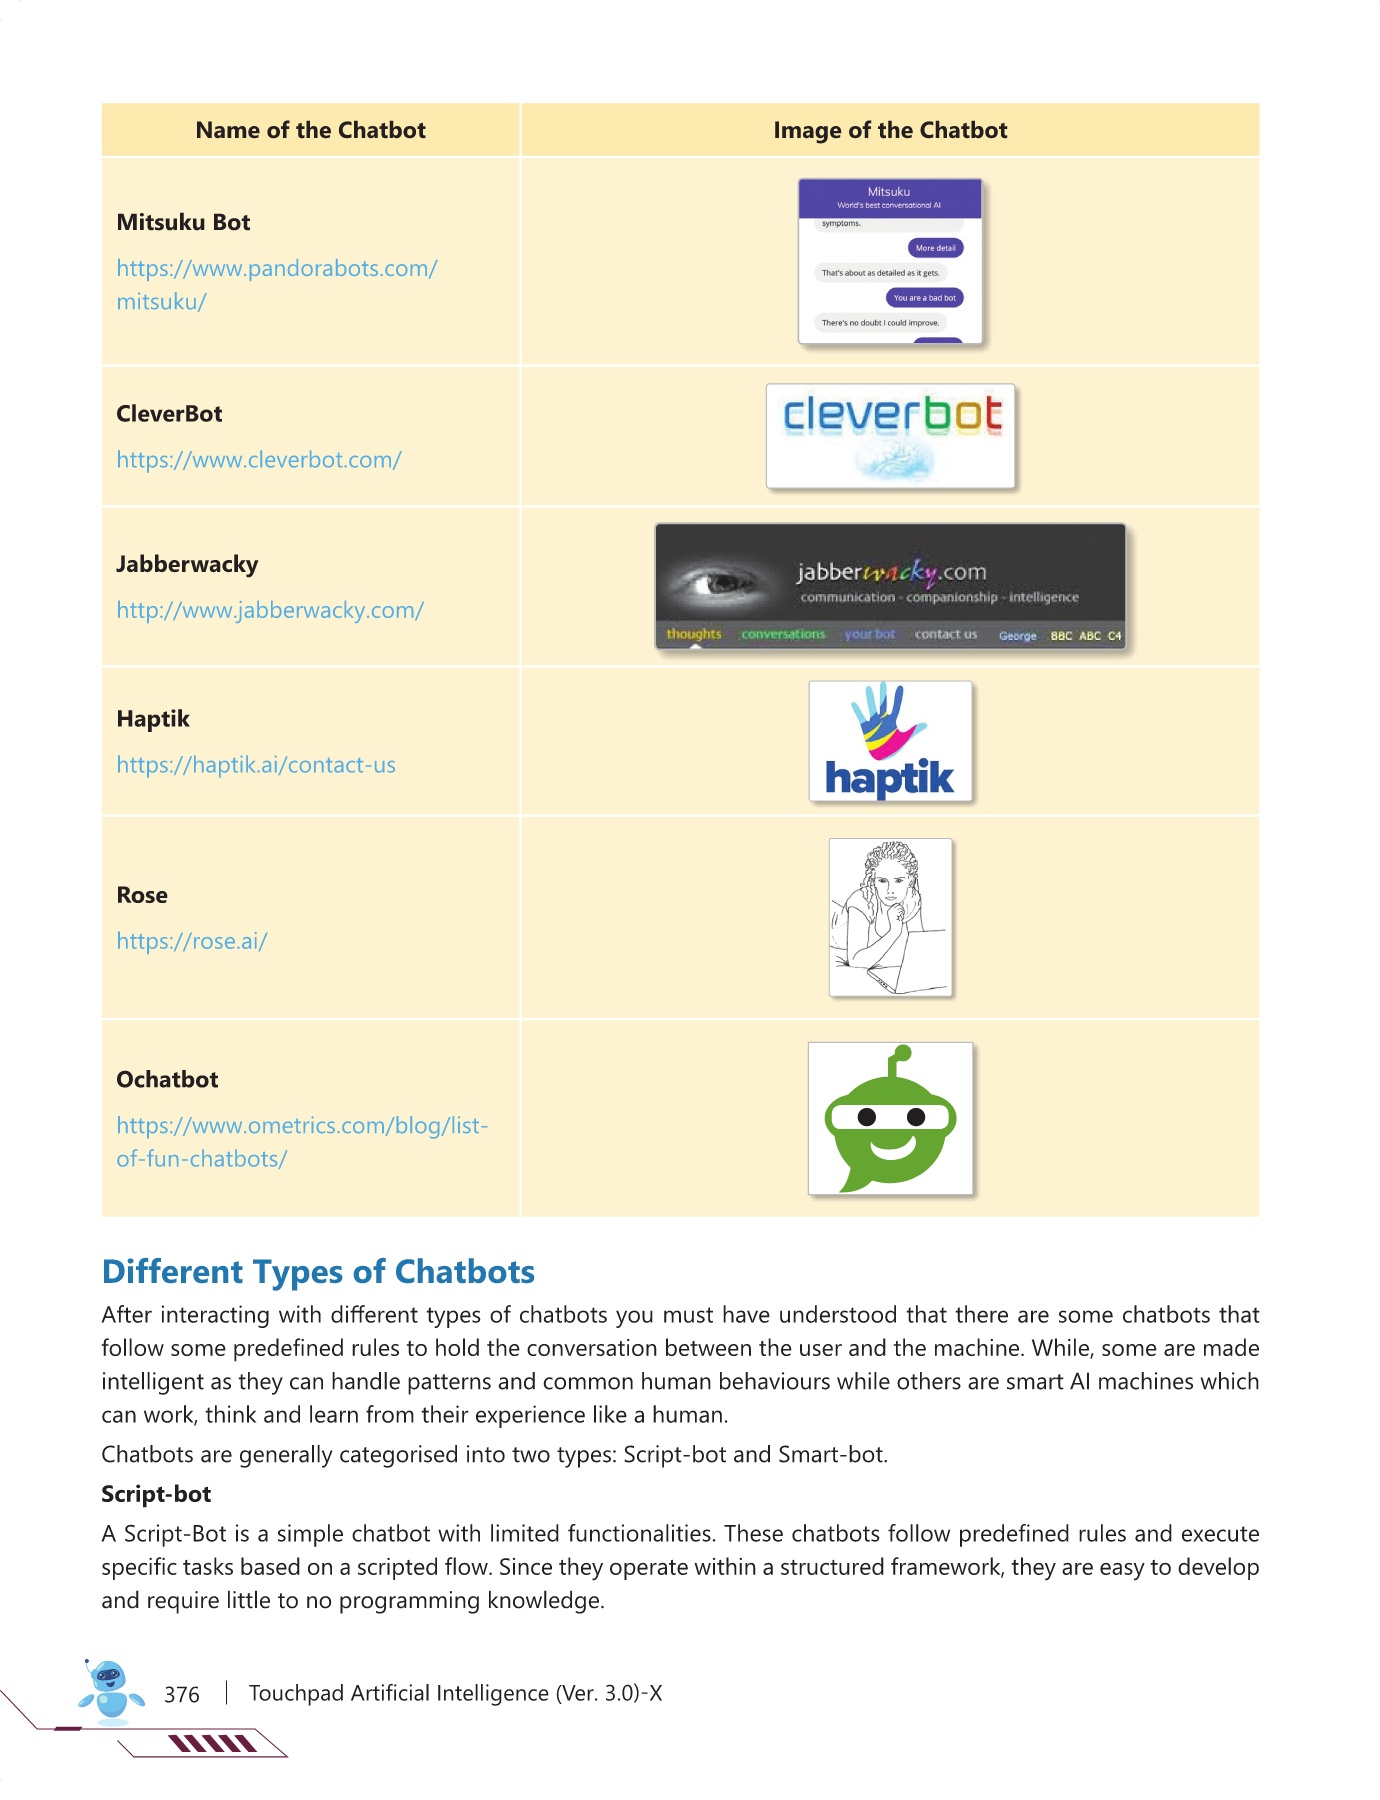 Name of the Chatbot
Image of the Chatbot
Mitsuku Bot
https://www.pandorabots.com/
mitsuku/
Mitsuku
World's best conversational AI
symptoms.
More detail
That's about as detailed as it gets.
You are a bad bot
There's no doubt I could improve.
CleverBot
https://www.cleverbot.com/
cleverbot
Jabberwacky
http://www.jabberwacky.com/
jabberwacky.com
communication - companionship - intelligence
thoughts conversations your bot contact us George BBC ABC C4
Haptik
https://haptik.ai/contact-us
haptik
Rose
https://rose.ai/
Ochatbot
https://www.ometrics.com/blog/list-
of-fun-chatbots/
Different Types of Chatbots
After interacting with different types of chatbots you must have understood that there are some chatbots that
follow some predefined rules to hold the conversation between the user and the machine. While, some are made
intelligent as they can handle patterns and common human behaviours while others are smart AI machines which
can work, think and learn from their experience like a human.
Chatbots are generally categorised into two types: Script-bot and Smart-bot.
Script-bot
A Script-Bot is a simple chatbot with limited functionalities. These chatbots follow predefined rules and execute
specific tasks based on a scripted flow. Since they operate within a structured framework, they are easy to develop
and require little to no programming knowledge.
376 | Touchpad Artificial Intelligence (Ver. 3.0)-X